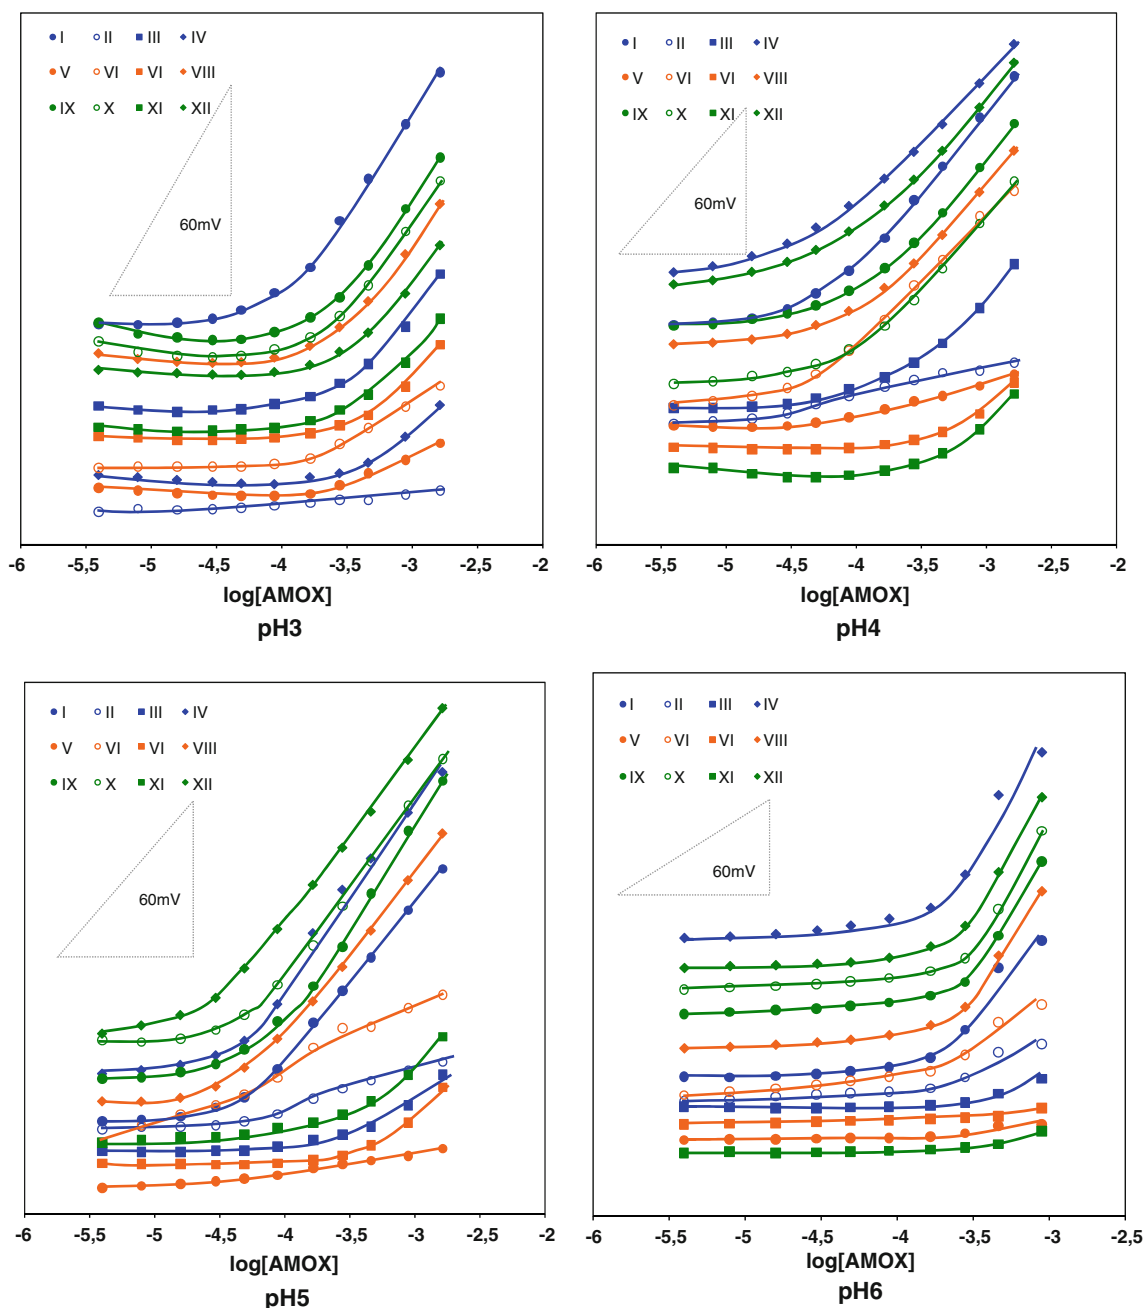 I II III IV
V VI VI VIII
IX X XI XII
60mV
-6 -5,5 -5 -4,5 -4 -3,5 -3 -2,5 -2
log[AMOX]
pH3
I II III IV
V VI VI VIII
IX X XI XII
60mV
-6 -5,5 -5 -4,5 -4 -3,5 -3 -2,5 -2
log[AMOX]
pH4
I II III IV
V VI VI VIII
IX X XI XII
60mV
-6 -5,5 -5 -4,5 -4 -3,5 -3 -2,5 -2
log[AMOX]
pH5
I II III IV
V VI VI VIII
IX X XI XII
60mV
-6 -5,5 -5 -4,5 -4 -3,5 -3 -2,5
log[AMOX]
pH6